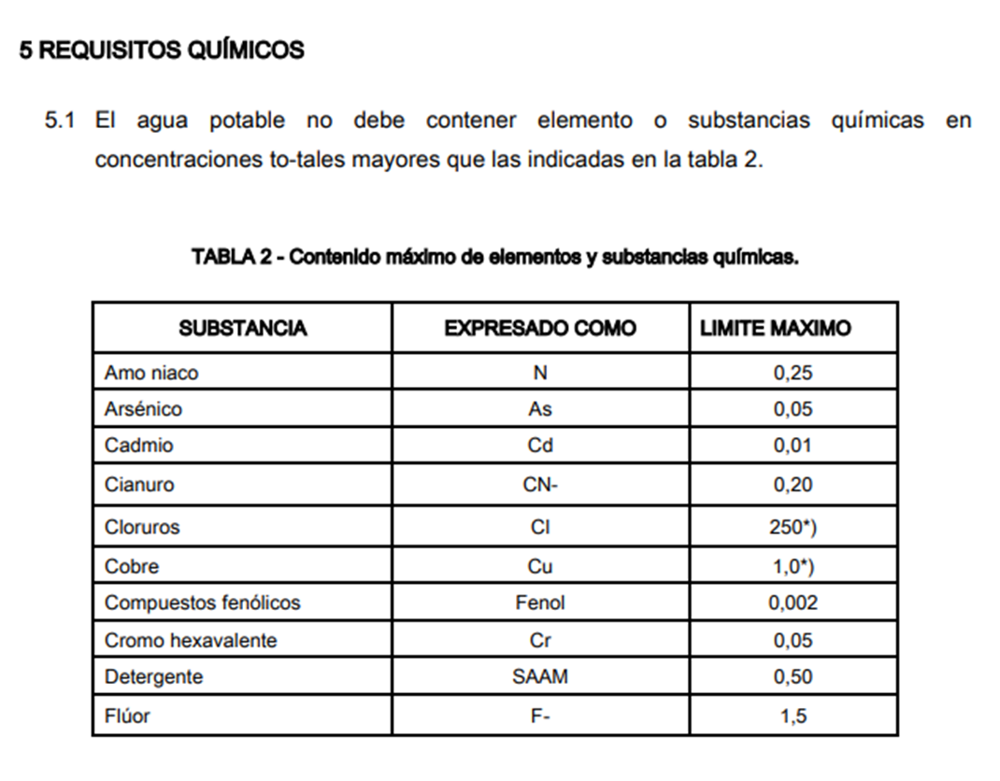 5 REQUISITOS QUÍMICOS
5.1 El agua potable no debe contener elemento o substancias químicas en
concentraciones to-tales mayores que las indicadas en la tabla 2.
TABLA 2 - Contenido máximo de elementos y substancias químicas.
SUBSTANCIA EXPRESADO COMO LIMITE MAXIMO
Amo niaco N 0,25
Arsénico As 0,05
Cadmio Cd 0,01
Cianuro CN- 0,20
Cloruros Cl 250*)
Cobre Cu 1,0*)
Compuestos fenólicos Fenol 0,002
Cromo hexavalente Cr 0,05
Detergente SAAM 0,50
Flúor F- 1,5